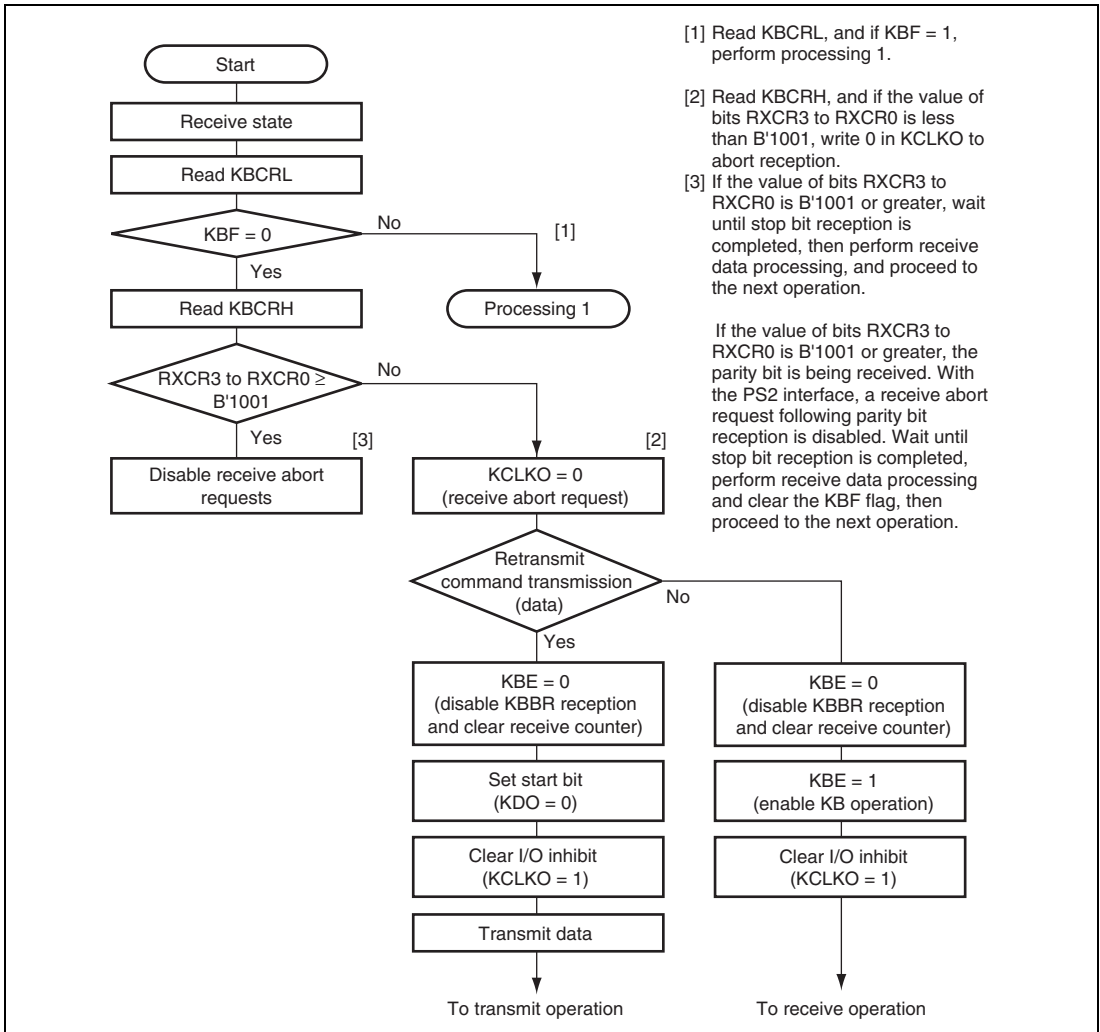 Start
Receive state
Read KBCRL
KBF = 0
No
[1]
Yes
Processing 1
Read KBCRH
RXCR3 to RXCR0 ≥
B'1001
No
Yes
[3]
Disable receive abort
requests
[2]
KCLKO = 0
(receive abort request)
Retransmit
command transmission
(data)
No
Yes
KBE = 0
(disable KBBR reception
and clear receive counter)
Set start bit
(KDO = 0)
Clear I/O inhibit
(KCLKO = 1)
Transmit data
To transmit operation
KBE = 0
(disable KBBR reception
and clear receive counter)
KBE = 1
(enable KB operation)
Clear I/O inhibit
(KCLKO = 1)
To receive operation
[1] Read KBCRL, and if KBF = 1,
perform processing 1.
[2] Read KBCRH, and if the value of
bits RXCR3 to RXCR0 is less
than B'1001, write 0 in KCLKO to
abort reception.
[3] If the value of bits RXCR3 to
RXCR0 is B'1001 or greater, wait
until stop bit reception is
completed, then perform receive
data processing, and proceed to
the next operation.
If the value of bits RXCR3 to
RXCR0 is B'1001 or greater, the
parity bit is being received. With
the PS2 interface, a receive abort
request following parity bit
reception is disabled. Wait until
stop bit reception is completed,
perform receive data processing
and clear the KBF flag, then
proceed to the next operation.